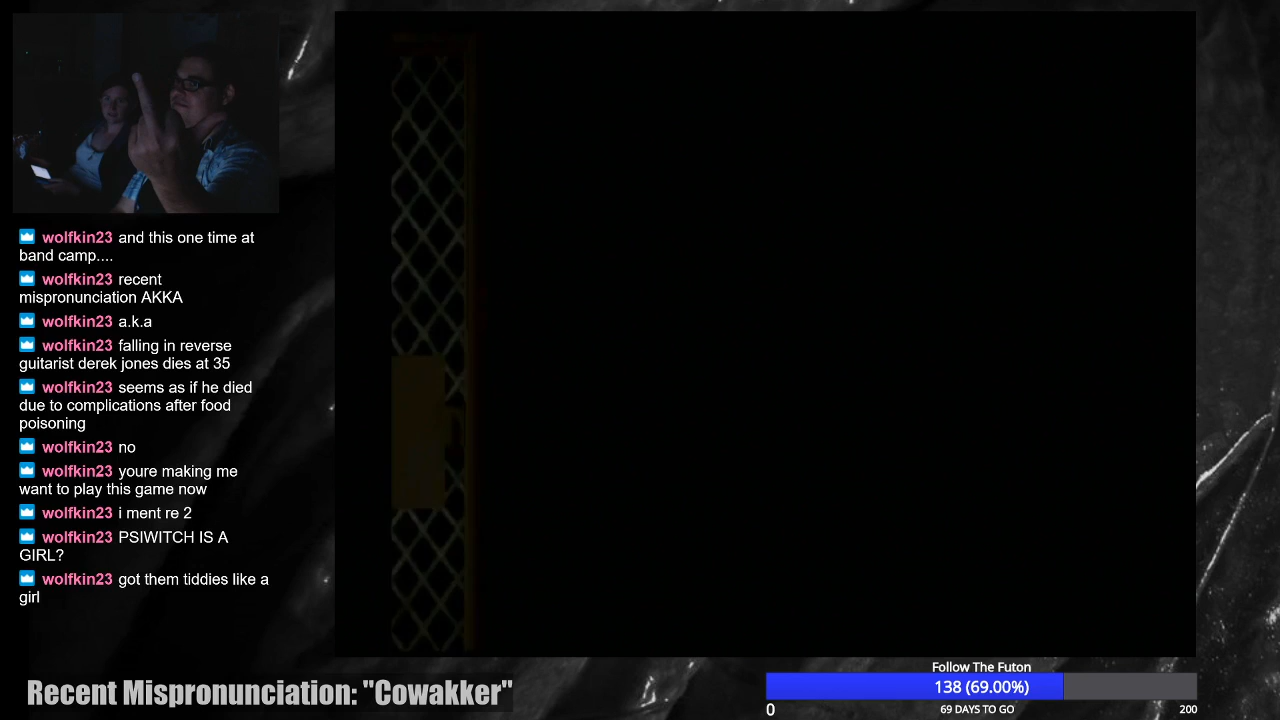 wolfkin23 and this one time at
band camp....
wolfkin23 recent
mispronunciation AKKA
wolfkin23 a.k.a
wolfkin23 falling in reverse
guitarist derek jones dies at 35
wolfkin23 seems as if he died
due to complications after food
poisoning
wolfkin23 no
wolfkin23 youre making me
want to play this game now
wolfkin23 i ment re 2
wolfkin23 PSIWITCH IS A
GIRL?
wolfkin23 got them tiddies like a
girl
Recent Mispronunciation: "Cowakker"
Follow The Futon
138 (69.00%)
0
69 DAYS TO GO
200